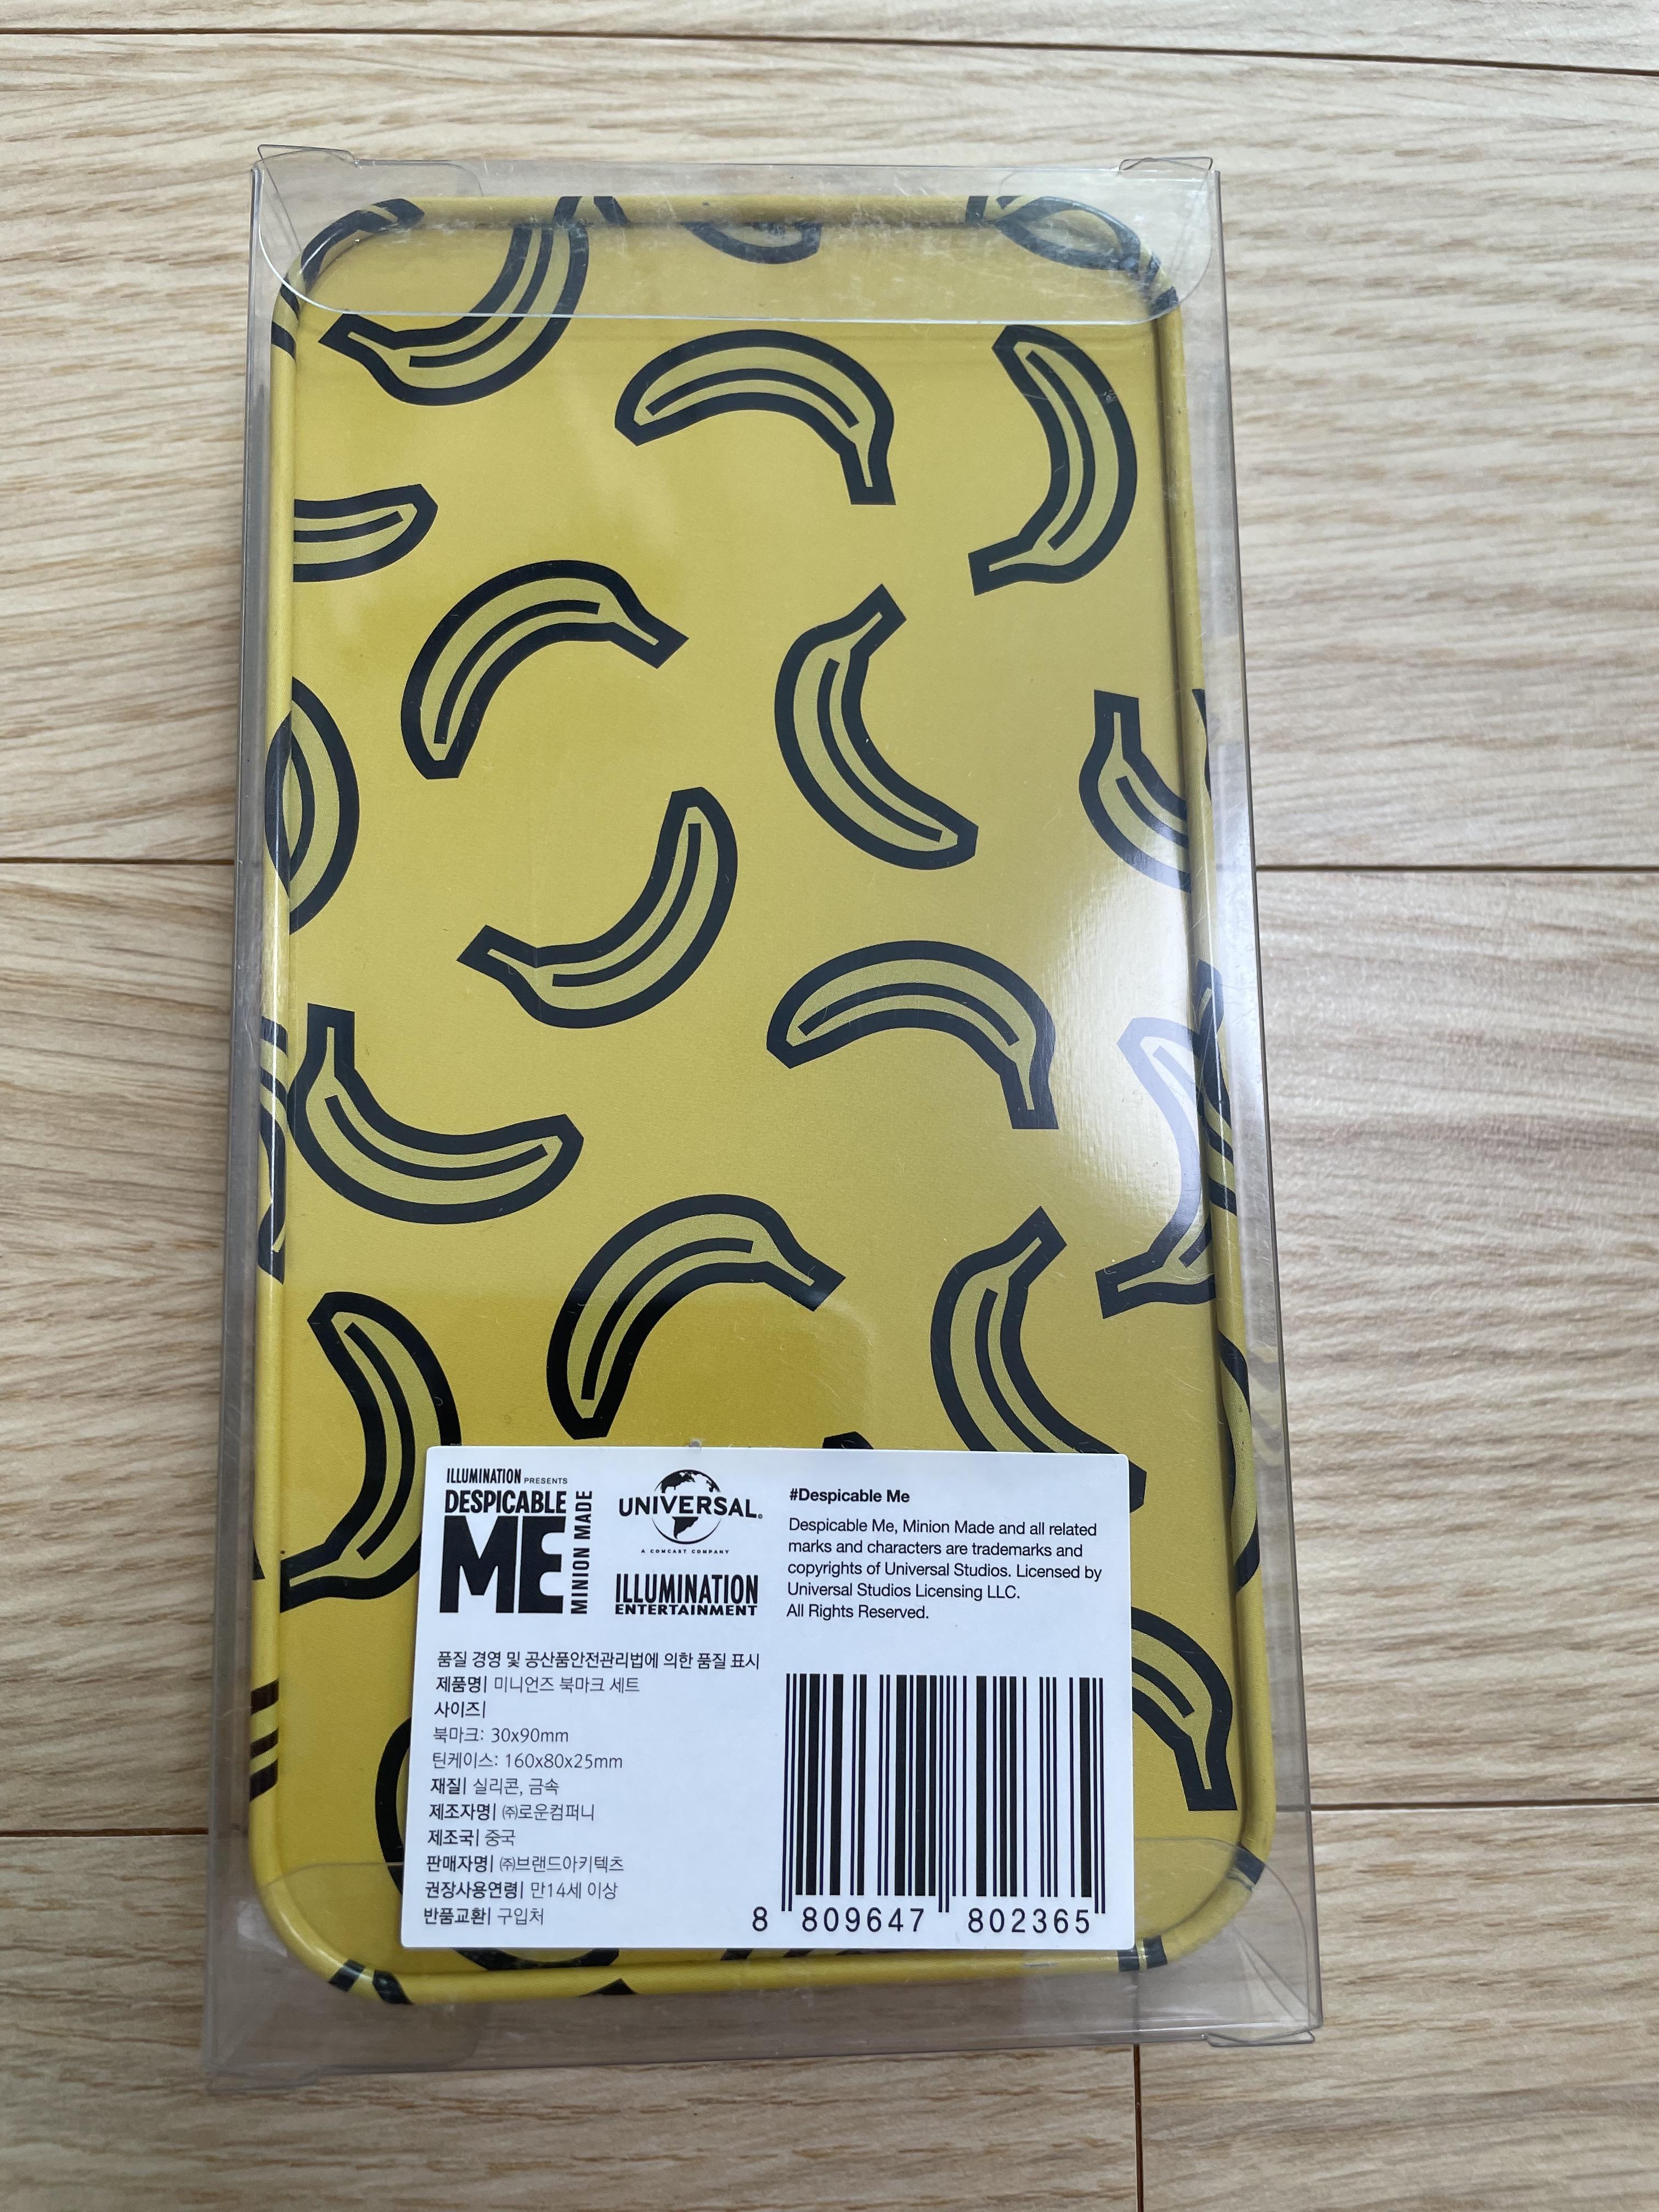 ILLUMINATION PRESENTS
DESPICABLE
ME
MINION MADE
UNIVERSAL
A COMCAST COMPANY
ILLUMINATION
ENTERTAINMENT
#Despicable Me
Despicable Me, Minion Made and all related
marks and characters are trademarks and
copyrights of Universal Studios. Licensed by
Universal Studios Licensing LLC.
All Rights Reserved.
품질 경영 및 공산품안전관리법에 의한 품질 표시
제품명| 미니언즈 북마크 세트
사이즈|
북마크: 30x90mm
틴케이스: 160x80x25mm
재질| 실리콘, 금속
제조자명| ㈜로운컴퍼니
제조국| 중국
판매자명| ㈜브랜드아키텍츠
권장사용연령| 만14세 이상
반품교환| 구입처
8 809647 802365